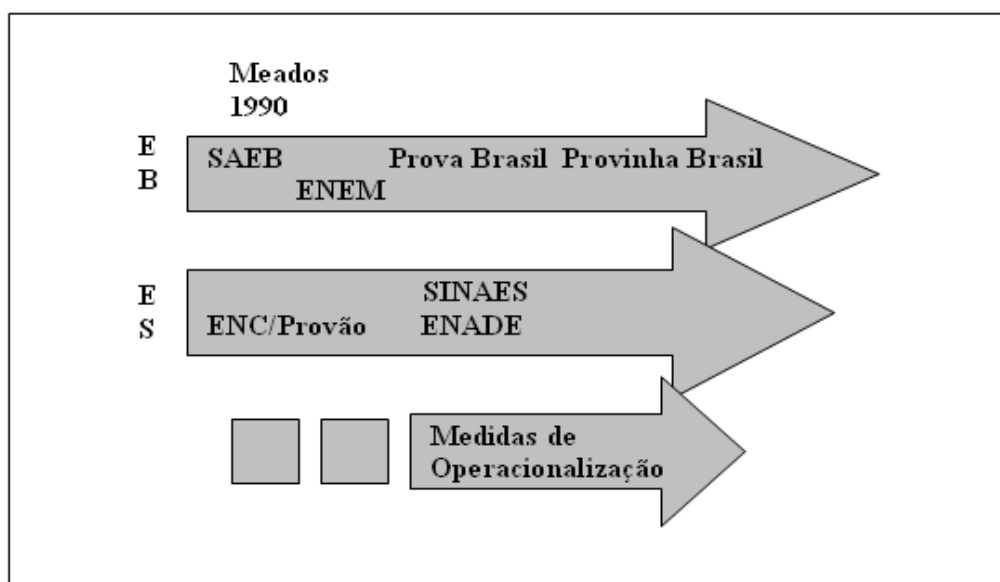 Meados
1990
E
B
SAEB Prova Brasil Provinha Brasil
ENEM
E
S
SINAES
ENC/Provão ENADE
Medidas de
Operacionalização